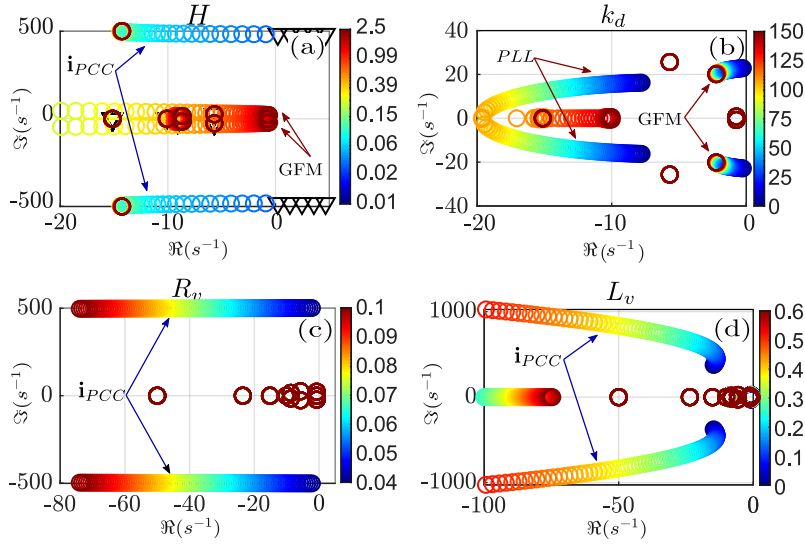 H
500
0
-500
-20
-10
0
ℑ(s⁻¹)
ℜ(s⁻¹)
(a)
i_PCC
GFM
2.5
0.99
0.39
0.15
0.06
0.02
0.01
k_d
40
20
0
-20
-40
-20
-15
-10
-5
0
ℑ(s⁻¹)
ℜ(s⁻¹)
(b)
PLL
GFM
150
125
100
75
50
25
0
R_v
500
0
-500
-80
-60
-40
-20
0
ℑ(s⁻¹)
ℜ(s⁻¹)
(c)
i_PCC
0.1
0.09
0.08
0.07
0.06
0.05
0.04
L_v
1000
0
-1000
-100
-50
0
ℑ(s⁻¹)
ℜ(s⁻¹)
(d)
i_PCC
0.6
0.5
0.4
0.3
0.2
0.1
0